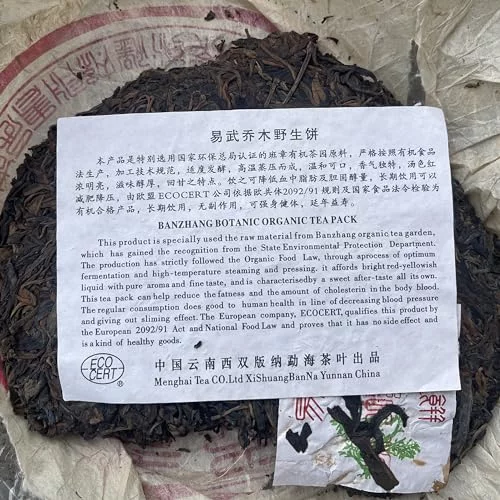 易武乔木野生饼
本产品是特别选用国家环保总局认证的班章有机茶园原料，严格按照有机食品
法生产，加工技术规范，适度发酵，高温蒸压而成，温和可口，香气独特，汤色红
浓明亮，滋味醇厚，回甘之特点。饮之可降低血中脂肪及胆固醇量，长期饮用可以
减肥降压，由欧盟ECOCERT公司依据欧共体2092/91规则及国家食品法令检验为
有机合格产品，长期饮用，无副作用，可强身健体，延年益寿。
BANZHANG BOTANIC ORGANIC TEA PACK
This product is specially used the raw material from Banzhang organic tea garden,
which has gained the recognition from the State Environmental Protection Department.
The production has strictly followed the Organic Food Law, through aprocess of optimum
fermentation and high-temperature steaming and pressing. it affords bright red-yellowish
liquid with pure aroma and fine taste, and is characterisedby a sweet after-taste all its own.
This tea pack can help reduce the fatness and the amount of cholesterin in the body blood.
The regular consumption does good to human health in line of decreasing blood pressure
and giving out sliming effect. The European company, ECOCERT, qualifies this product by
the European 2092/91 Act and National Food Law and proves that it has no side effect and
is a kind of healthy goods.
ECO
CERT
®
中国云南西双版纳勐海茶叶出品
Menghai Tea CO.Ltd XiShuangBanNa Yunnan China